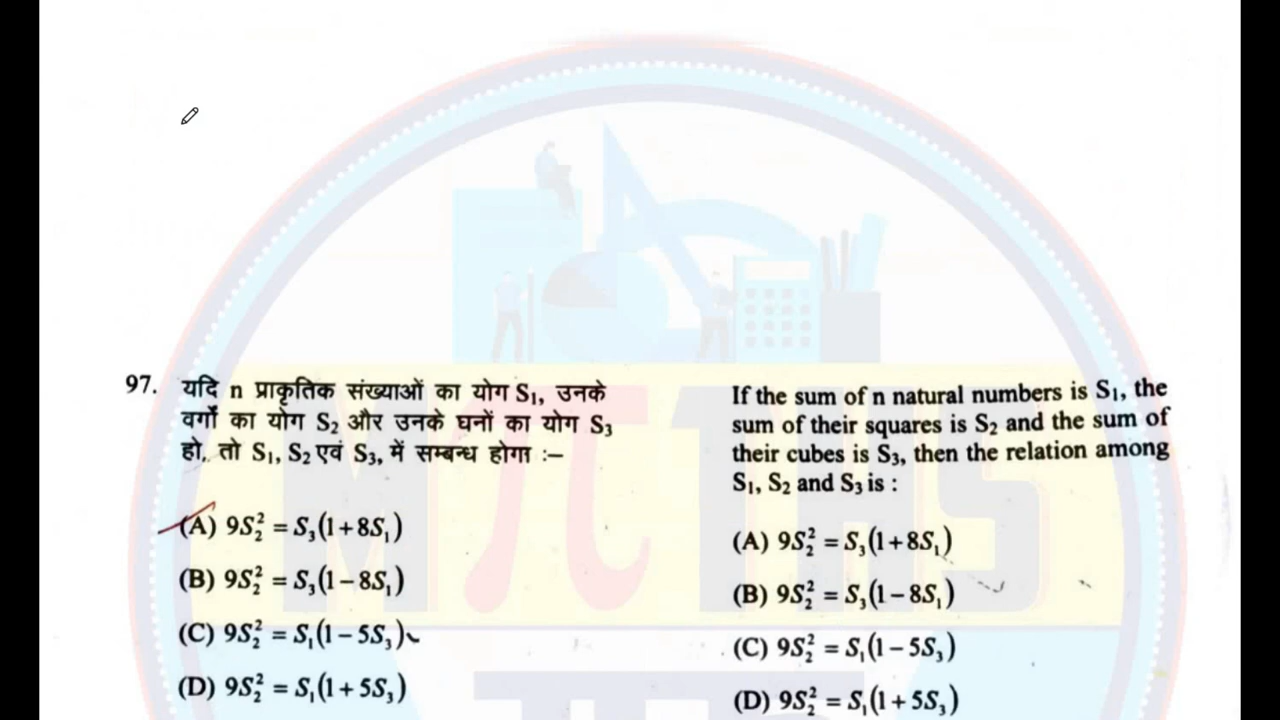 97. यदि n प्राकृतिक संख्याओं का योग S₁, उनके
वर्गों का योग S₂ और उनके घनों का योग S₃
हो, तो S₁, S₂ एवं S₃, में सम्बन्ध होगा :–
(A) 9S₂² = S₃(1+8S₁)
(B) 9S₂² = S₃(1−8S₁)
(C) 9S₂² = S₁(1−5S₃)
(D) 9S₂² = S₁(1+5S₃)
If the sum of n natural numbers is S₁, the
sum of their squares is S₂ and the sum of
their cubes is S₃, then the relation among
S₁, S₂ and S₃ is :
(A) 9S₂² = S₃(1+8S₁)
(B) 9S₂² = S₃(1−8S₁)
(C) 9S₂² = S₁(1−5S₃)
(D) 9S₂² = S₁(1+5S₃)
MπTHS